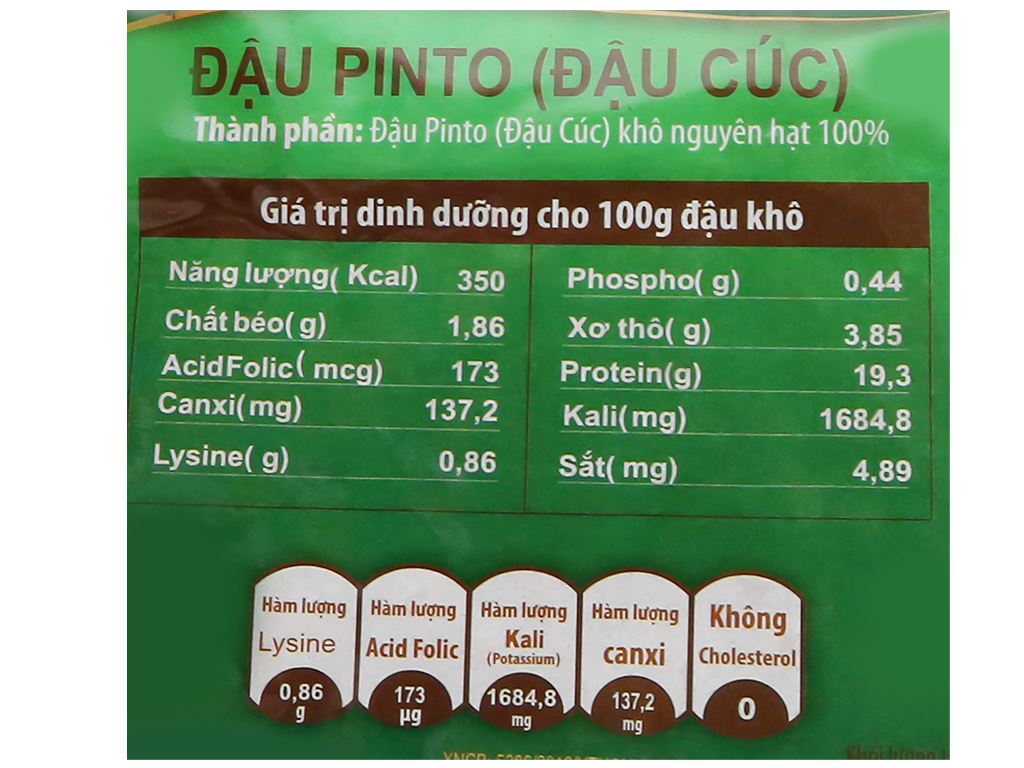 ĐẬU PINTO (ĐẬU CÚC)
Thành phần: Đậu Pinto (Đậu Cúc) khô nguyên hạt 100%
Giá trị dinh dưỡng cho 100g đậu khô
Năng lượng( Kcal) 350
Chất béo( g) 1,86
AcidFolic( mcg) 173
Canxi(mg) 137,2
Lysine( g) 0,86
Phospho( g) 0,44
Xơ thô( g) 3,85
Protein(g) 19,3
Kali(mg) 1684,8
Sắt( mg) 4,89
Hàm lượng
Lysine
0,86
g
Hàm lượng
Acid Folic
173
µg
Hàm lượng
Kali
(Potassium)
1684,8
mg
Hàm lượng
canxi
137,2
mg
Không
Cholesterol
0